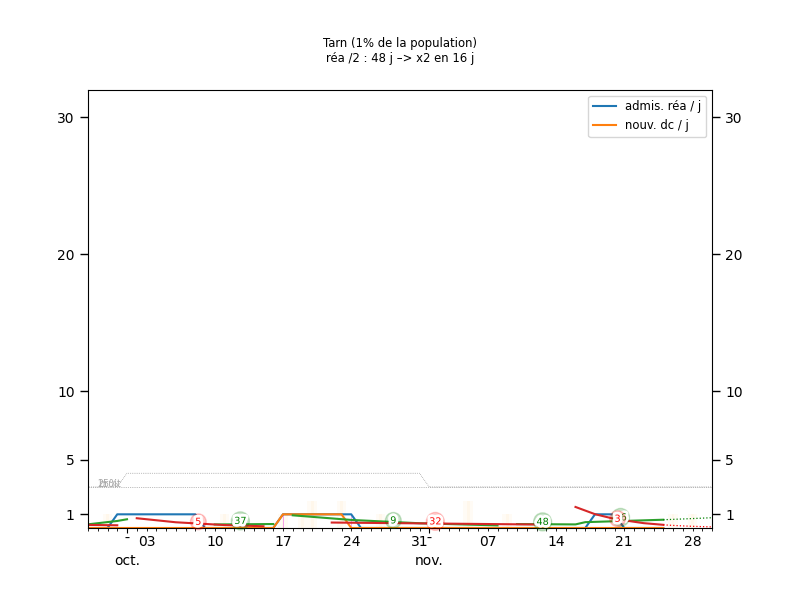 Tarn (1% de la population)
réa /2 : 48 j –> x2 en 16 j
admis. réa / j
nouv. dc / j
30 30
20 20
10 10
5 5
1 1
5 37 9 32 48
- 03 10 17 24 31 07 14 21 28
oct. nov.